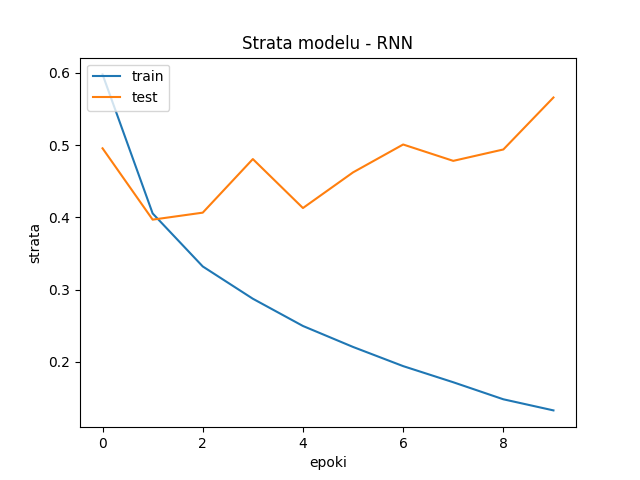 Strata modelu - RNN
train
test
0.6
0.5
0.4
0.3
0.2
strata
0 2 4 6 8
epoki